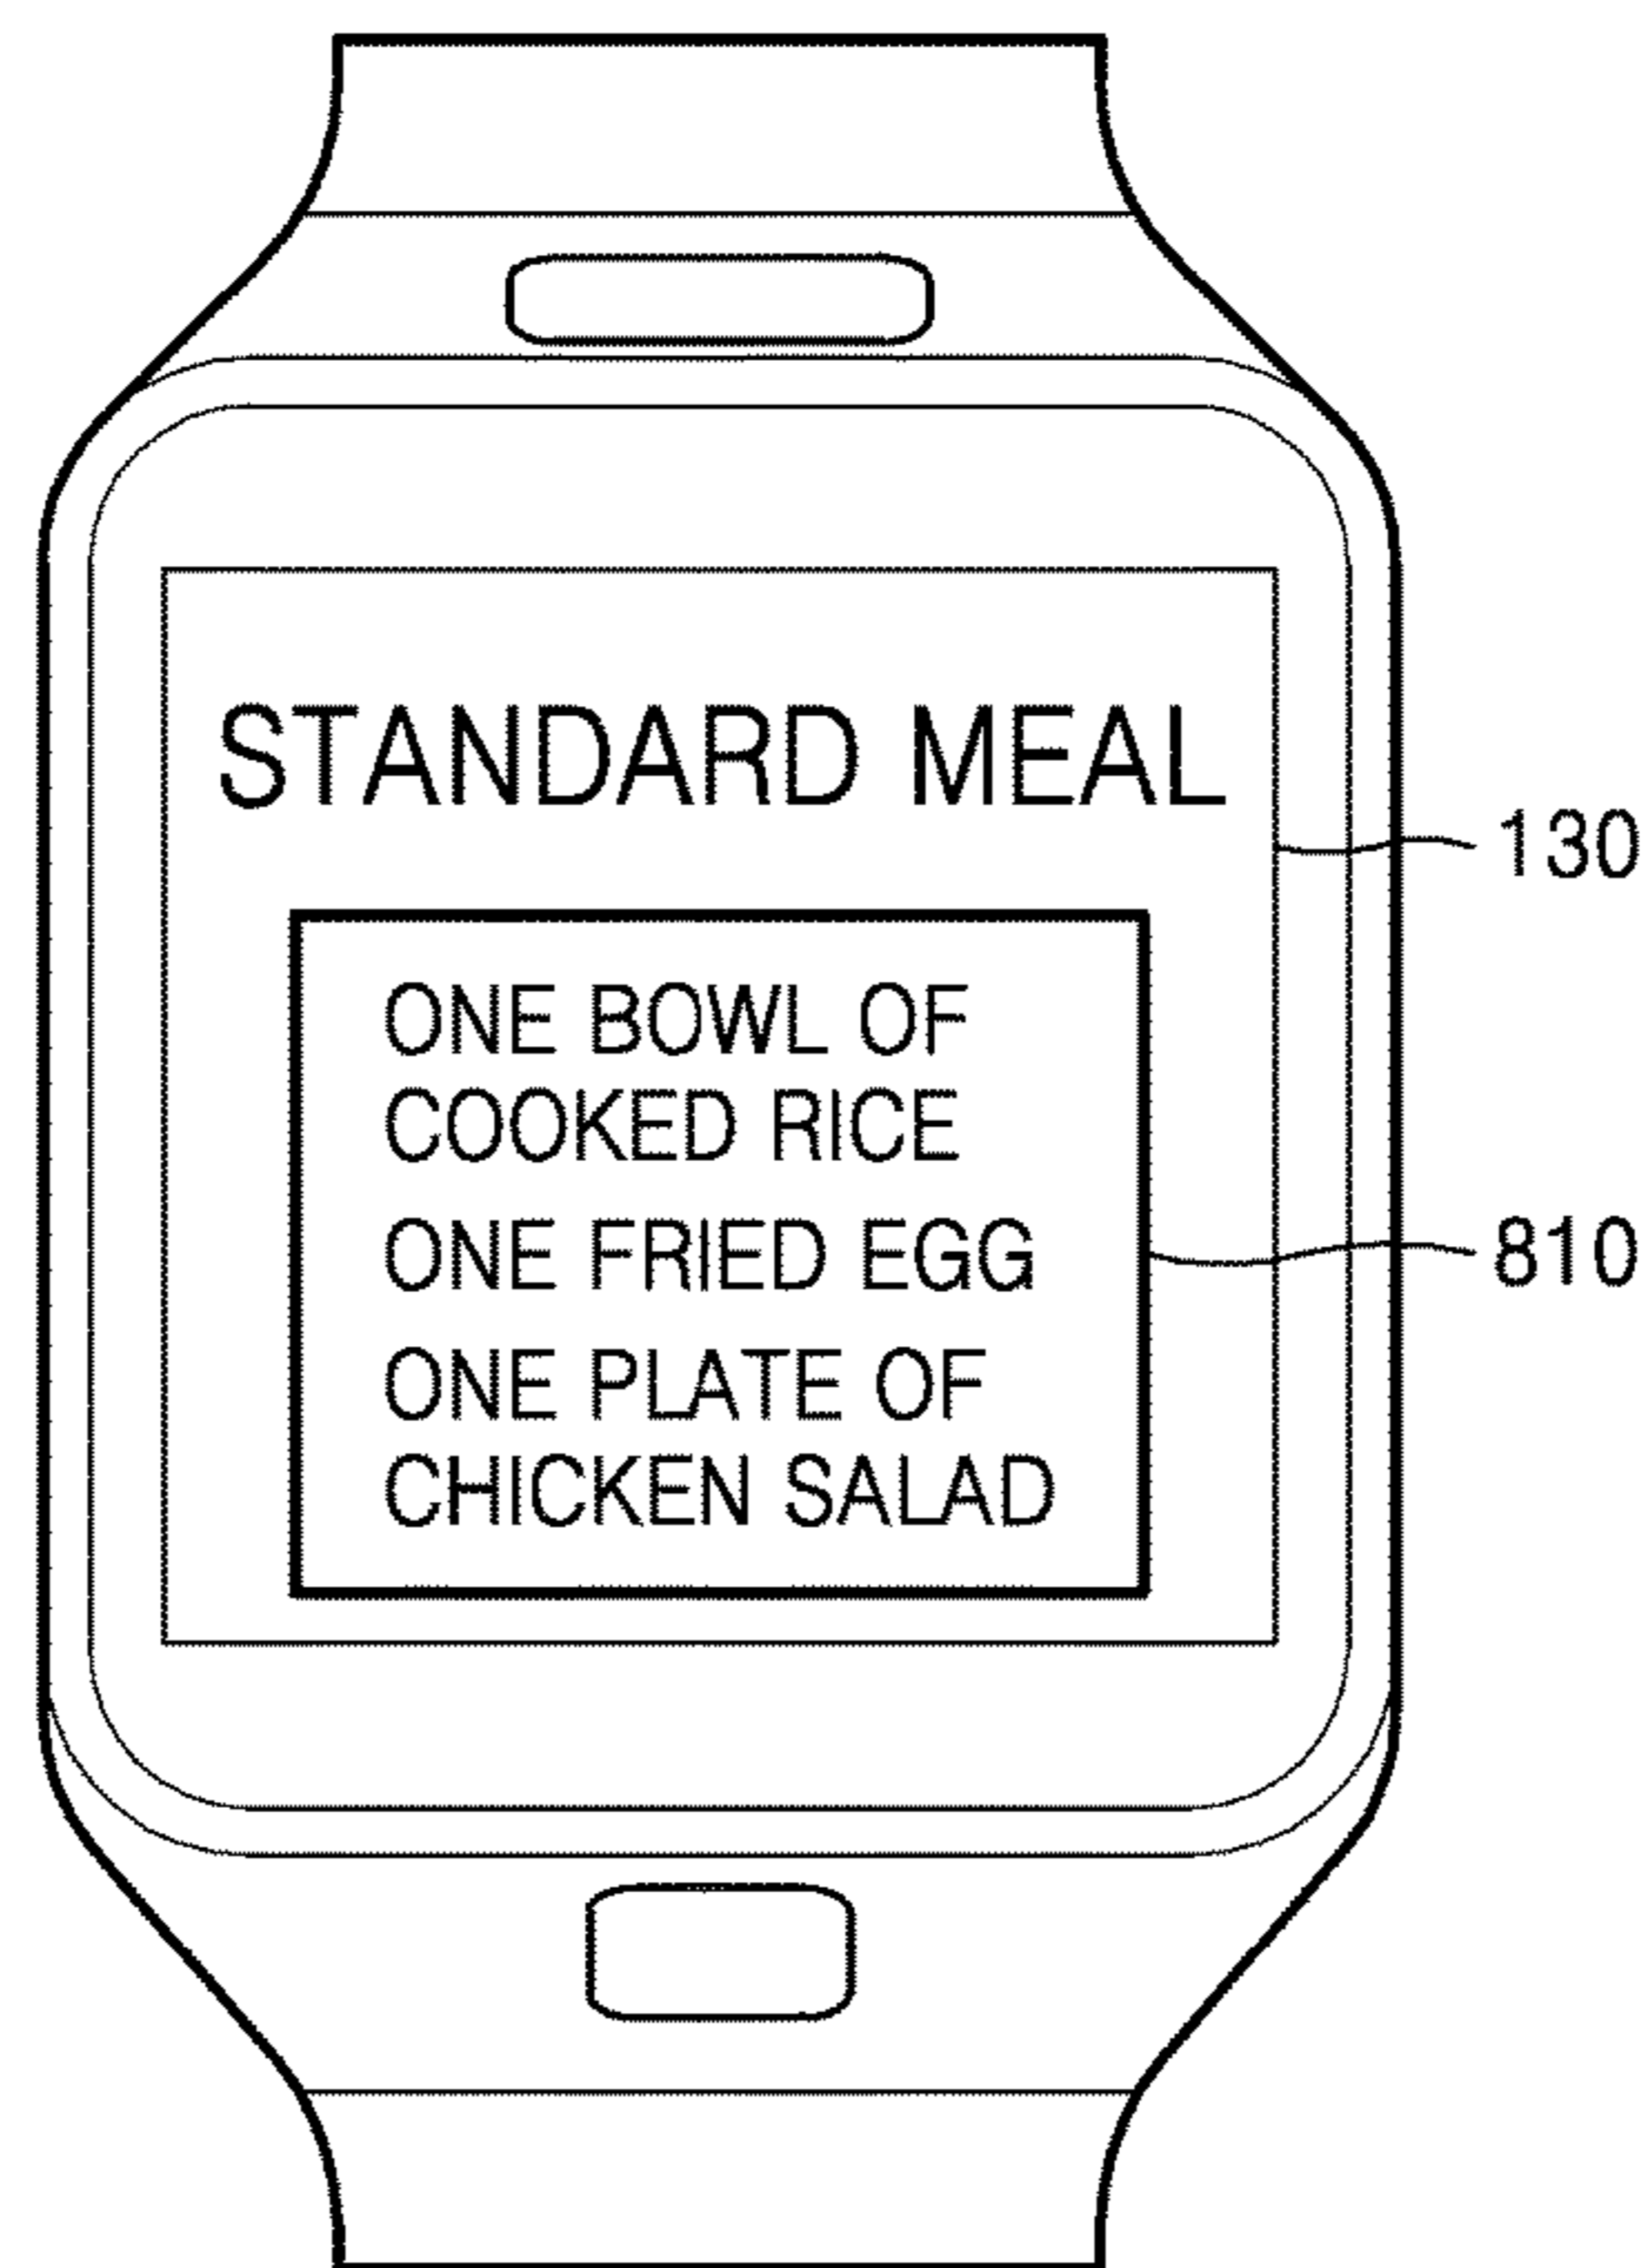 STANDARD MEAL
130
ONE BOWL OF
COOKED RICE
ONE FRIED EGG
810
ONE PLATE OF
CHICKEN SALAD